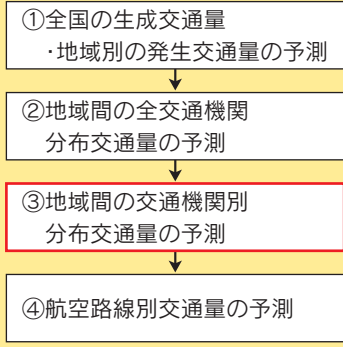 ①全国の生成交通量
・地域別の発生交通量の予測
②地域間の全交通機関
分布交通量の予測
③地域間の交通機関別
分布交通量の予測
④航空路線別交通量の予測